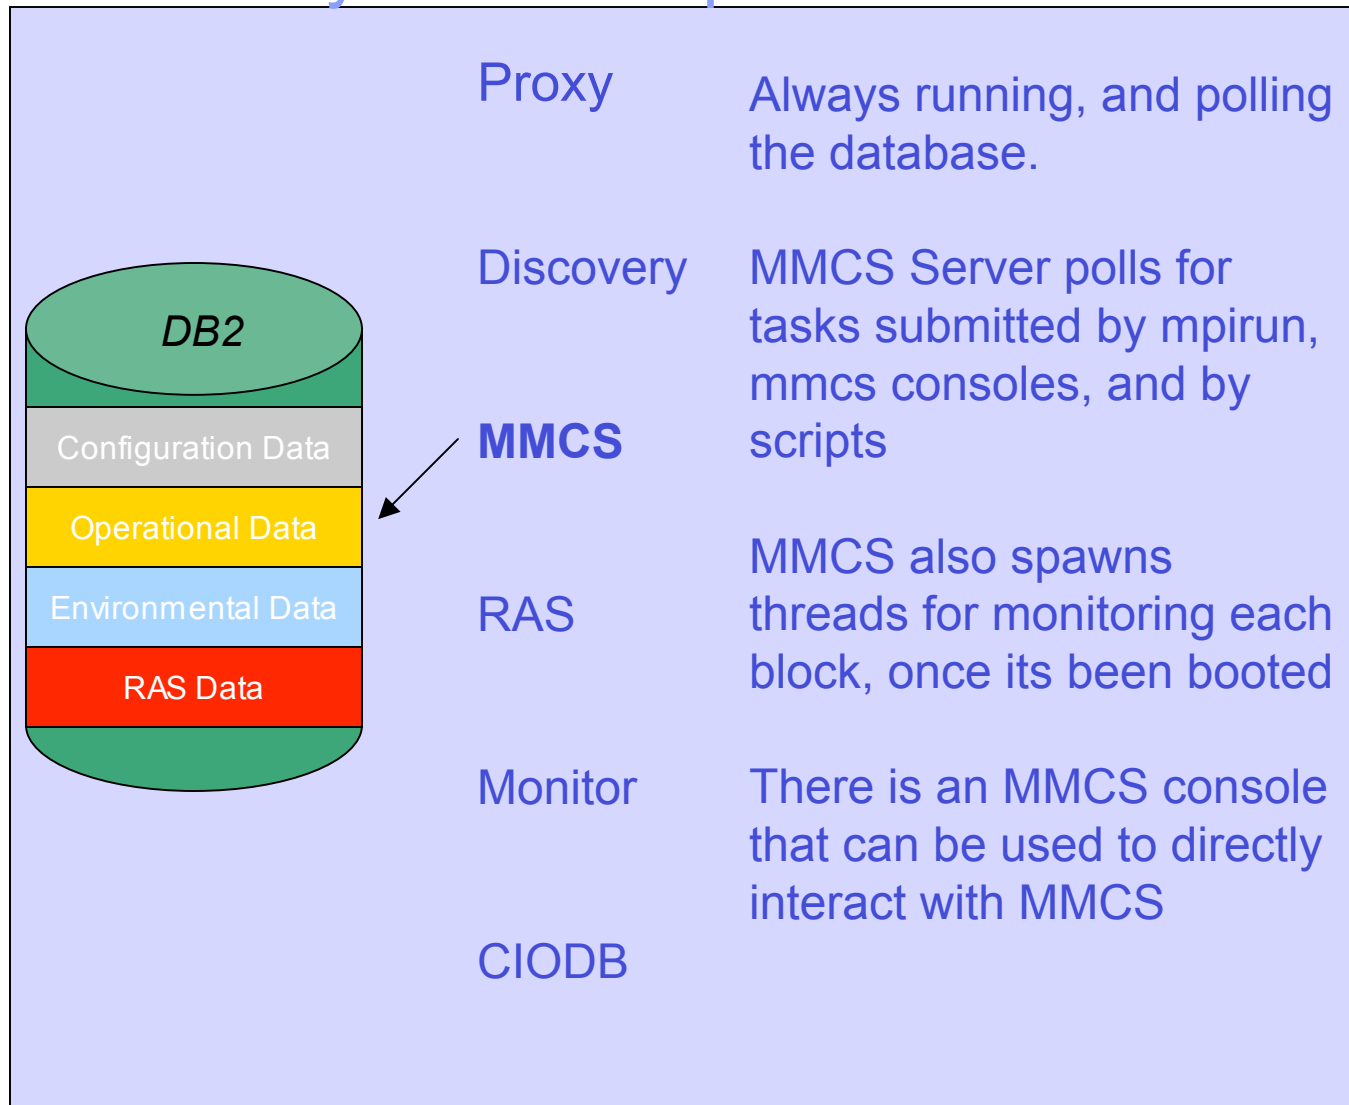 Proxy
Discovery
MMCS
RAS
Monitor
CIODB
Always running, and polling
the database.
MMCS Server polls for
tasks submitted by mpirun,
mmcs consoles, and by
scripts
MMCS also spawns
threads for monitoring each
block, once its been booted
There is an MMCS console
that can be used to directly
interact with MMCS
DB2
Configuration Data
Operational Data
Environmental Data
RAS Data